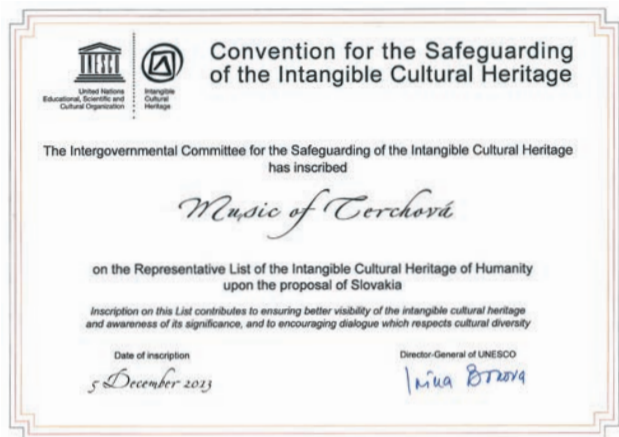 Convention for the Safeguarding
of the Intangible Cultural Heritage
UNESCO
United Nations
Educational, Scientific and
Cultural Organization
Intangible
Cultural
Heritage
The Intergovernmental Committee for the Safeguarding of the Intangible Cultural Heritage
has inscribed
Music of Terchová
on the Representative List of the Intangible Cultural Heritage of Humanity
upon the proposal of Slovakia
Inscription on this List contributes to ensuring better visibility of the intangible cultural heritage
and awareness of its significance, and to encouraging dialogue which respects cultural diversity
Date of inscription
5 December 2013
Director-General of UNESCO
Irina Bokova